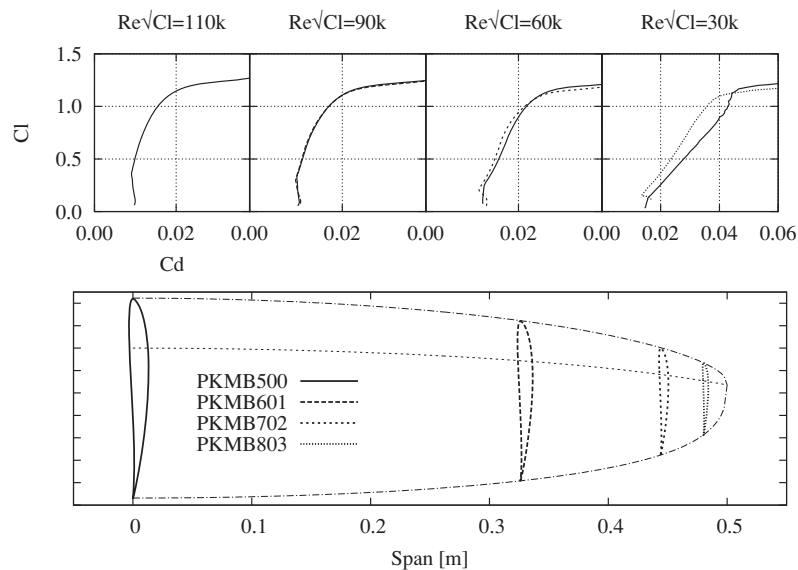 Re√Cl=110k Re√Cl=90k Re√Cl=60k Re√Cl=30k
1.5
1.0
Cl
0.5
0.0
0.00 0.02 0.00 0.02 0.00 0.02 0.00 0.02 0.04 0.06
Cd
PKMB500
PKMB601
PKMB702
PKMB803
0 0.1 0.2 0.3 0.4 0.5
Span [m]